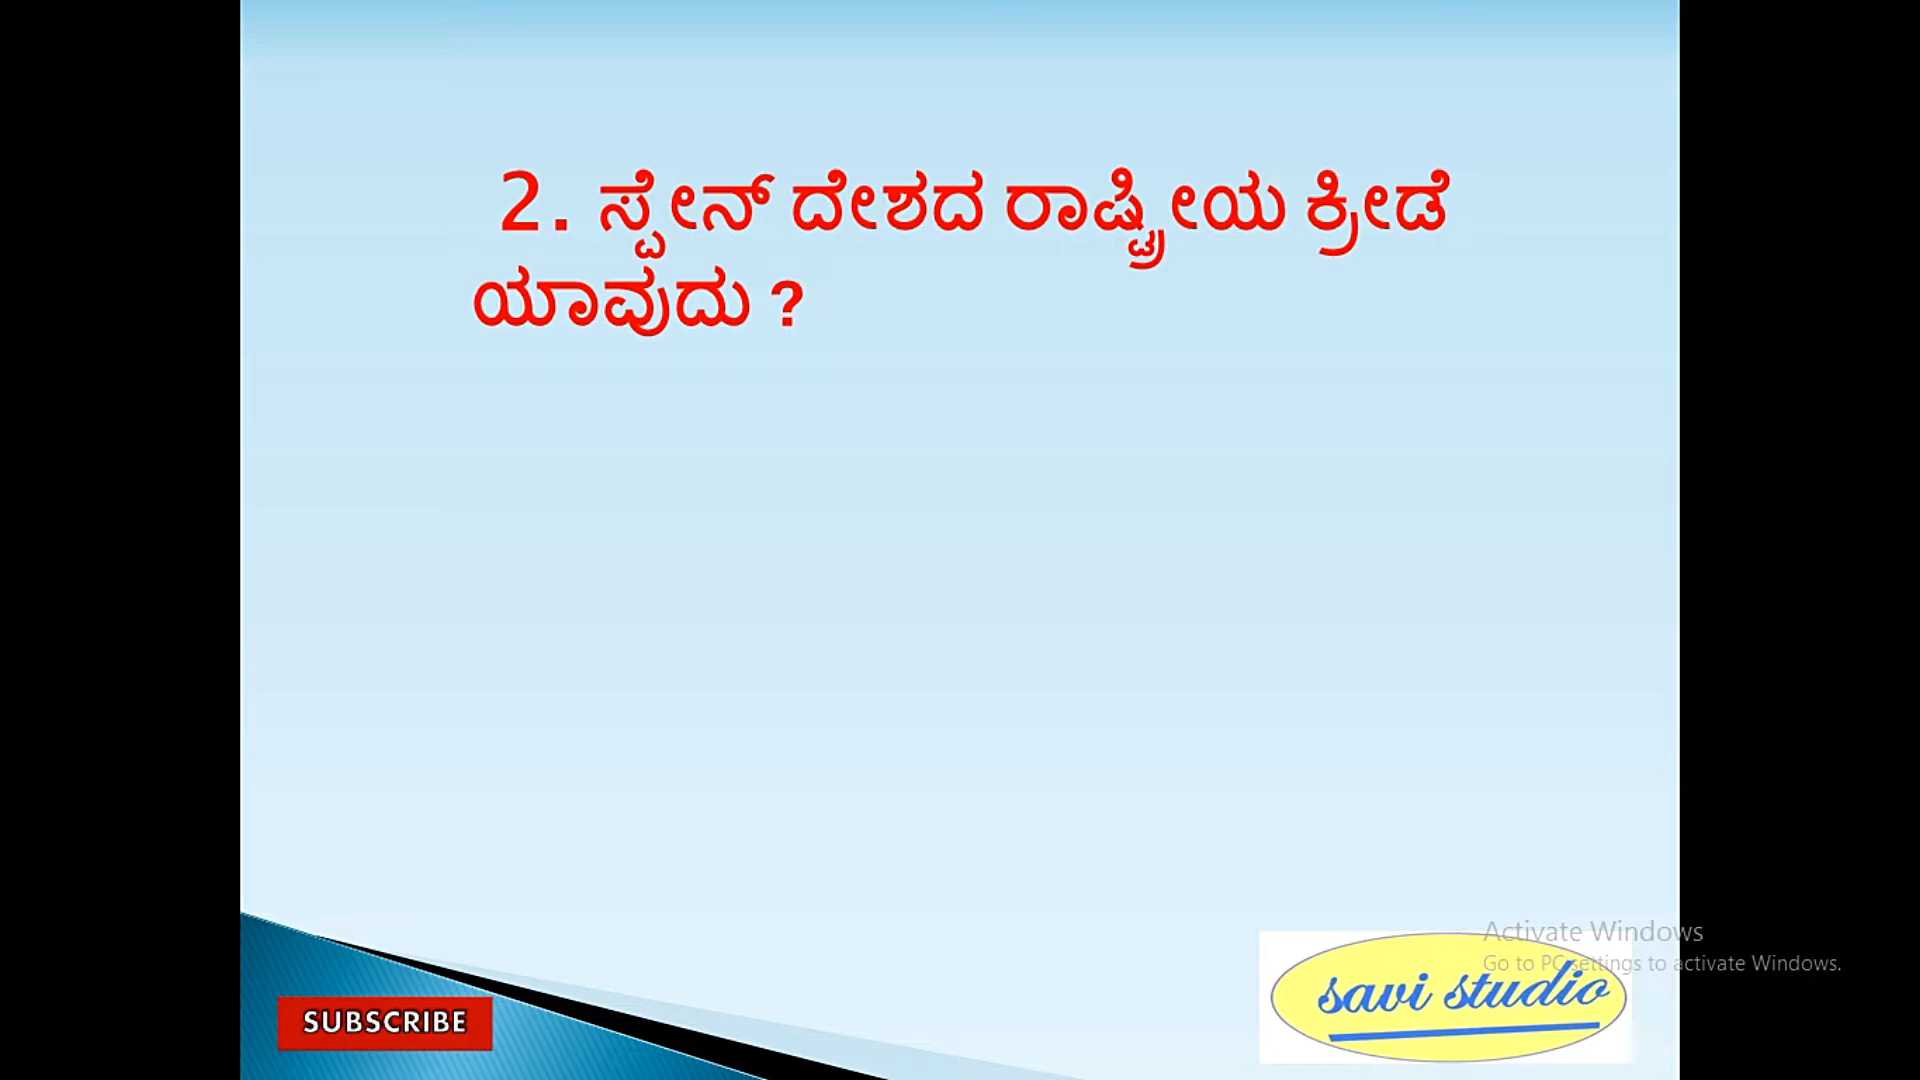 2. ಸ್ಪೇನ್ ದೇಶದ ರಾಷ್ಟ್ರೀಯ ಕ್ರೀಡೆ
ಯಾವುದು ?
Activate Windows
Go to PC settings to activate Windows.
savi studio
SUBSCRIBE